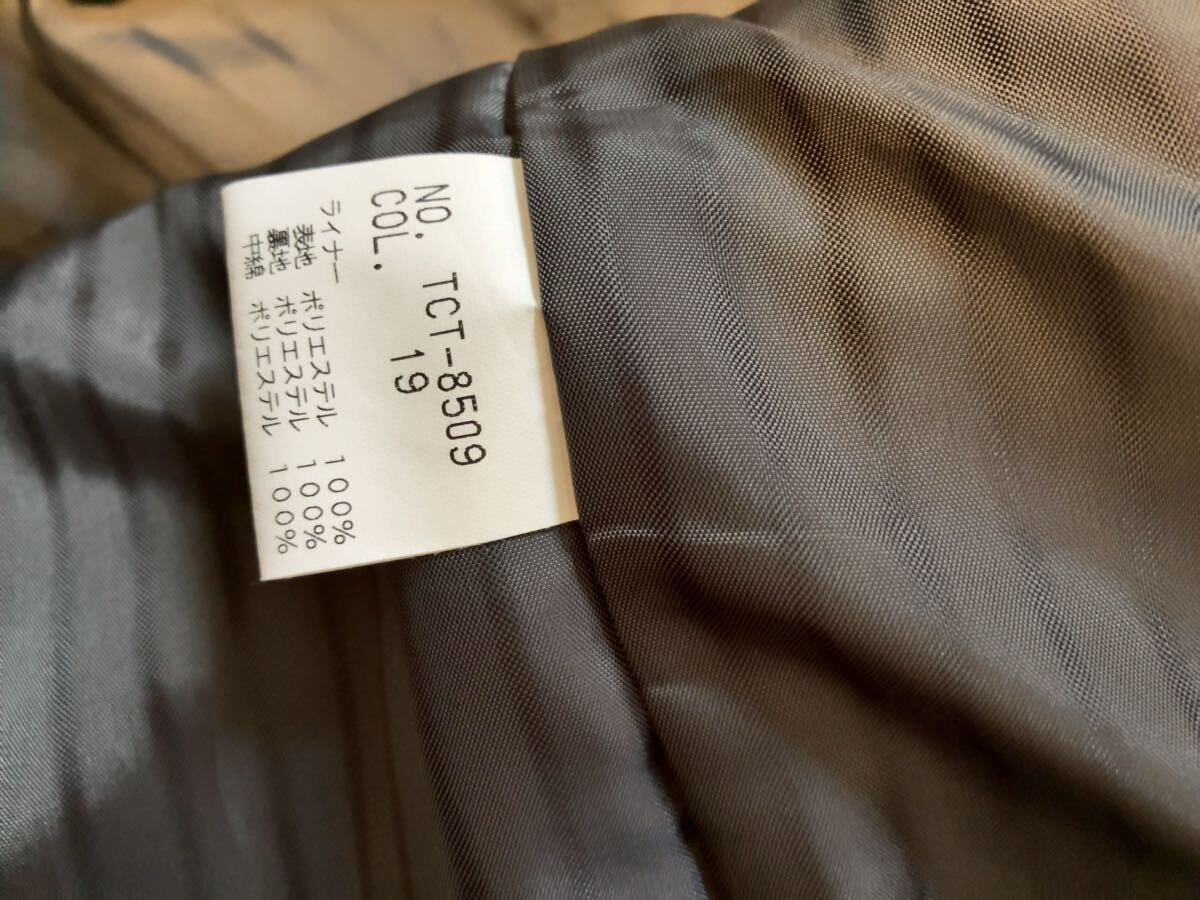 NO. TCT-8509
COL. 19
ライナー
表地 ポリエステル 100%
裏地 ポリエステル 100%
中綿 ポリエステル 100%